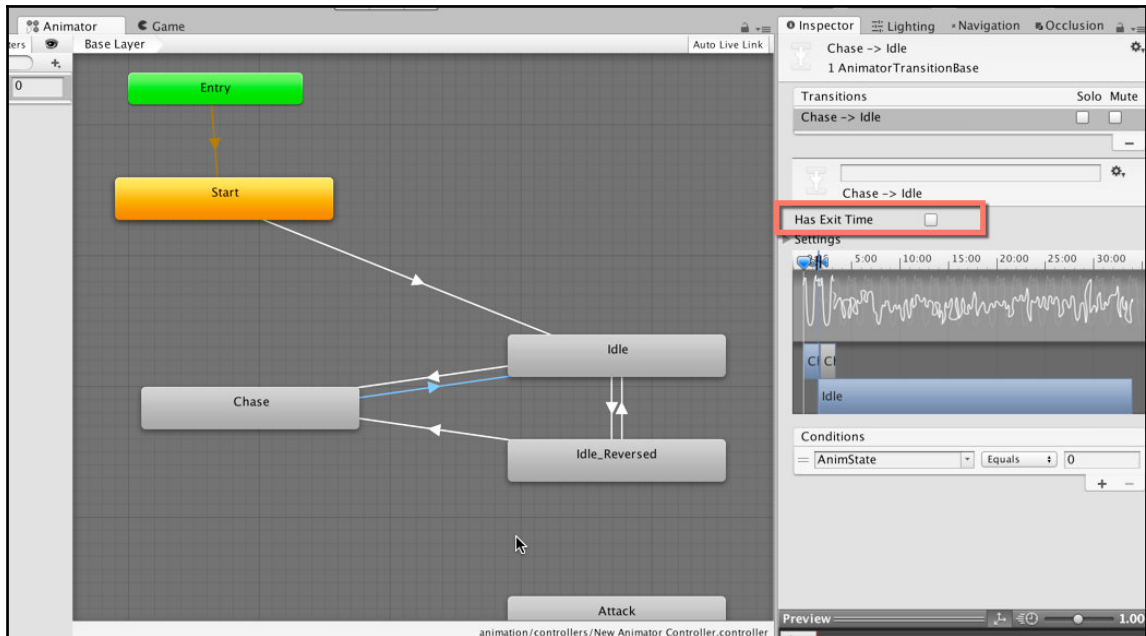 Animator
Game
ters
Base Layer
Auto Live Link
0
Entry
Start
Idle
Chase
Idle_Reversed
Attack
animation/controllers/New Animator Controller.controller
Inspector
Lighting
Navigation
Occlusion
Chase -> Idle
1 AnimatorTransitionBase
Transitions Solo Mute
Chase -> Idle
Chase -> Idle
Has Exit Time
Settings
5:00 10:00 15:00 20:00 25:00 30:00
Idle
Conditions
AnimState Equals 0
Preview 1.00